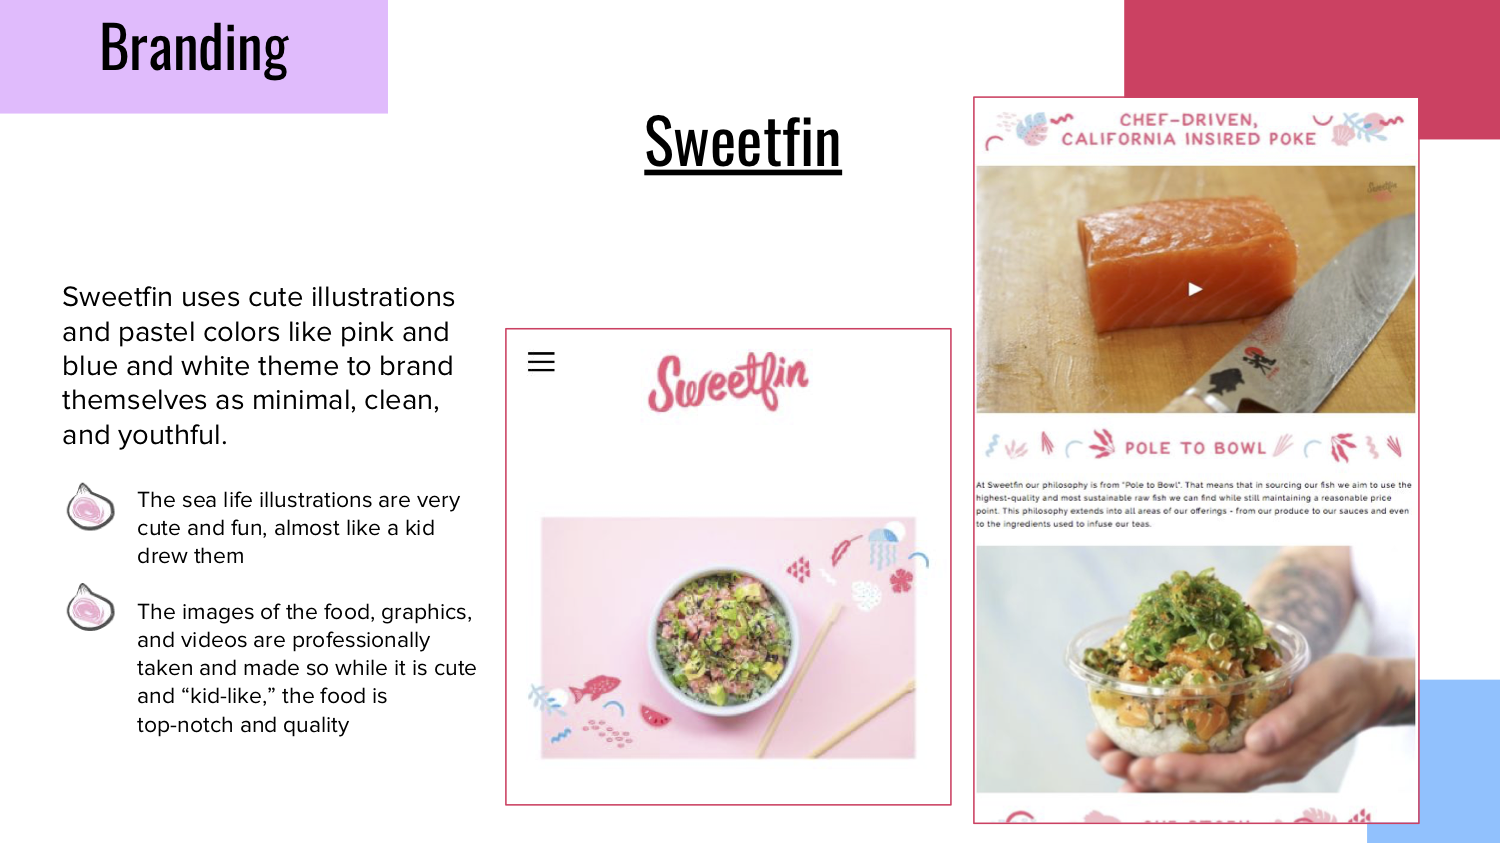 Branding
Sweetfin
Sweetfin uses cute illustrations
and pastel colors like pink and
blue and white theme to brand
themselves as minimal, clean,
and youthful.
The sea life illustrations are very
cute and fun, almost like a kid
drew them
The images of the food, graphics,
and videos are professionally
taken and made so while it is cute
and “kid-like,” the food is
top-notch and quality
Sweetfin
CHEF-DRIVEN,
CALIFORNIA INSIRED POKE
Sweetfin
POLE TO BOWL
At Sweetfin our philosophy is from "Pole to Bowl". That means that in sourcing our fish we aim to use the
highest-quality and most sustainable raw fish we can find while still maintaining a reasonable price
point. This philosophy extends into all areas of our offerings - from our produce to our sauces and even
to the ingredients used to infuse our teas.
OUR STORY